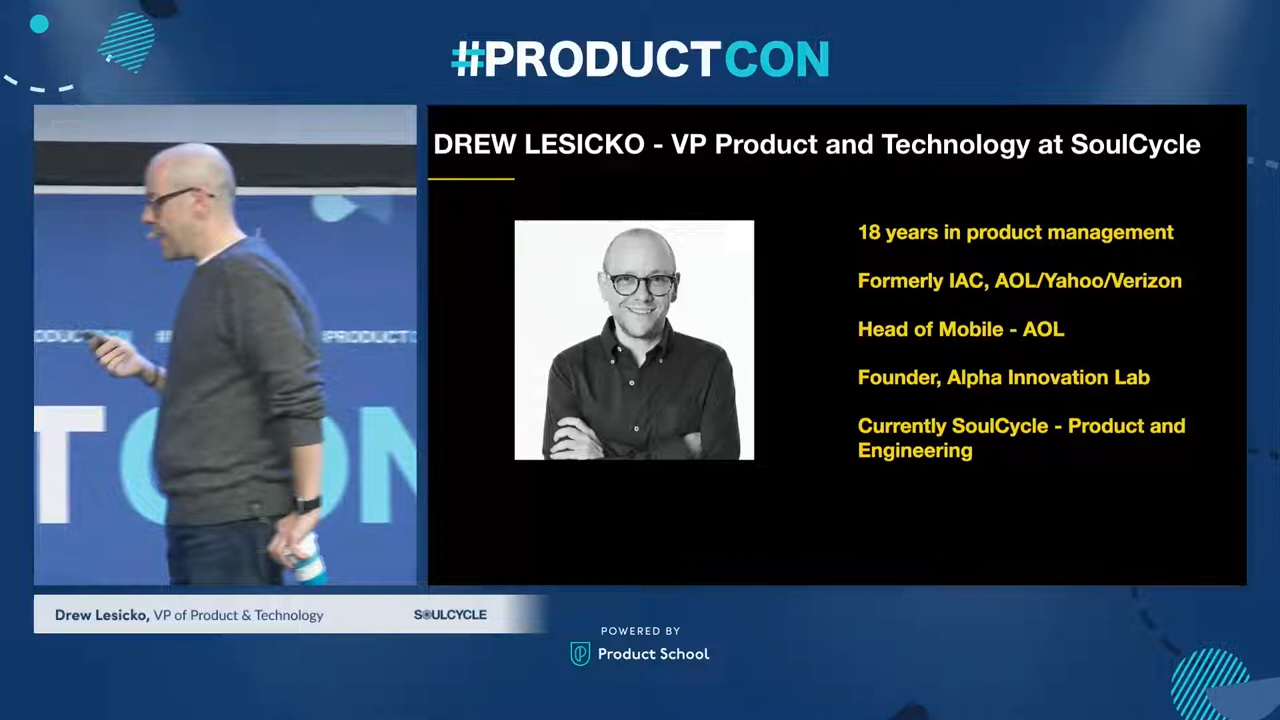 #PRODUCTCON
DREW LESICKO - VP Product and Technology at SoulCycle
18 years in product management
Formerly IAC, AOL/Yahoo/Verizon
Head of Mobile - AOL
Founder, Alpha Innovation Lab
Currently SoulCycle - Product and
Engineering
PRODUCT
T CON
Drew Lesicko, VP of Product & Technology
SOULCYCLE
POWERED BY
Product School